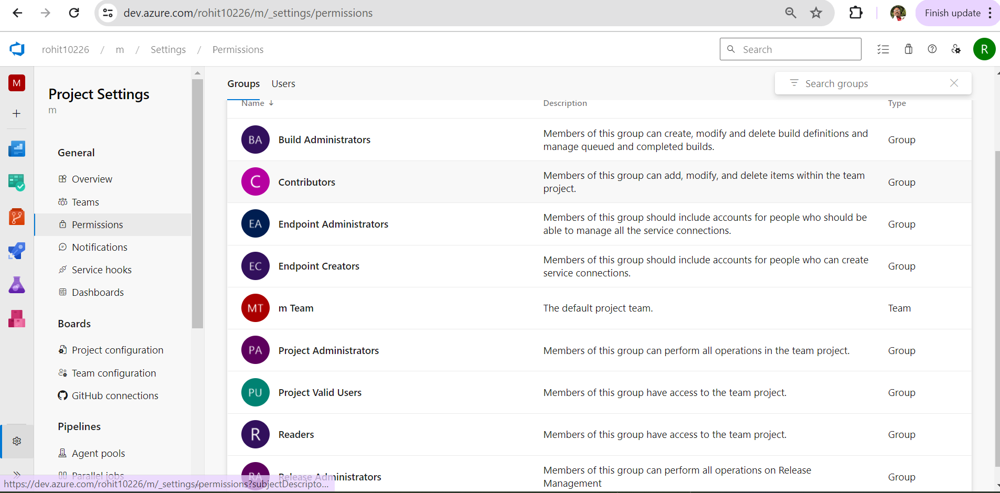 dev.azure.com/rohit10226/m/_settings/permissions
Finish update
rohit10226 / m / Settings / Permissions
Search
R
M
Project Settings
m
General
Overview
Teams
Permissions
Notifications
Service hooks
Dashboards
Boards
Project configuration
Team configuration
GitHub connections
Pipelines
Agent pools
Parallel jobs
https://dev.azure.com/rohit10226/m/_settings/permissions?subjectDescripto...
Groups Users
Search groups
Name Description Type
BA Build Administrators
Members of this group can create, modify and delete build definitions and
manage queued and completed builds.
Group
C Contributors
Members of this group can add, modify, and delete items within the team
project.
Group
EA Endpoint Administrators
Members of this group should include accounts for people who should be
able to manage all the service connections.
Group
EC Endpoint Creators
Members of this group should include accounts for people who can create
service connections.
Group
MT m Team
The default project team.
Team
PA Project Administrators
Members of this group can perform all operations in the team project.
Group
PU Project Valid Users
Members of this group have access to the team project.
Group
R Readers
Members of this group have access to the team project.
Group
RA Release Administrators
Members of this group can perform all operations on Release
Management
Group